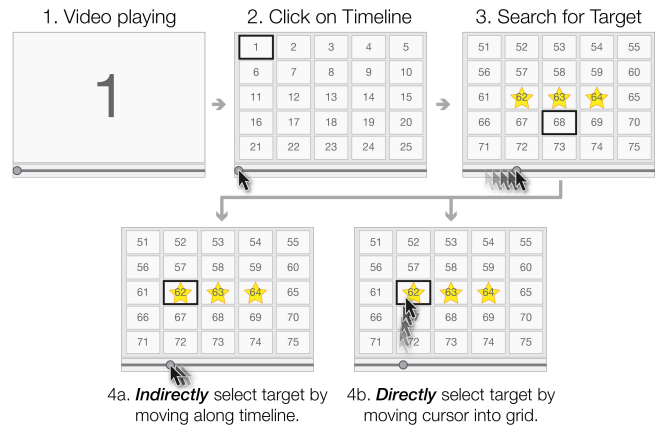 1. Video playing
2. Click on Timeline
3. Search for Target
1
1 2 3 4 5
6 7 8 9 10
11 12 13 14 15
16 17 18 19 20
21 22 23 24 25
51 52 53 54 55
56 57 58 59 60
61 62 63 64 65
66 67 68 69 70
71 72 73 74 75
51 52 53 54 55
56 57 58 59 60
61 62 63 64 65
66 67 68 69 70
71 72 73 74 75
4a. Indirectly select target by
moving along timeline.
51 52 53 54 55
56 57 58 59 60
61 62 63 64 65
66 67 68 69 70
71 72 73 74 75
4b. Directly select target by
moving cursor into grid.